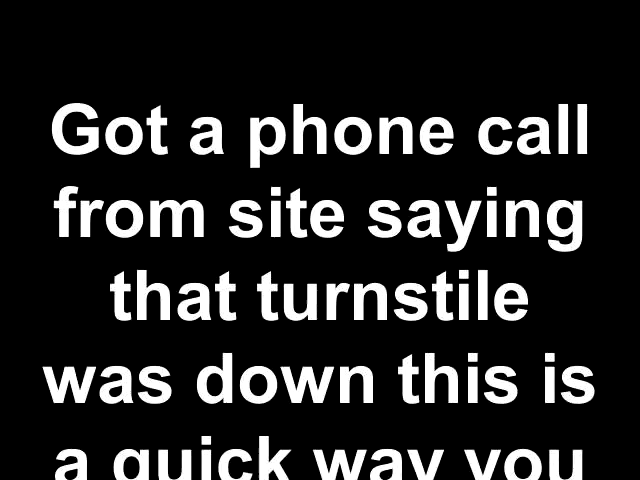 Got a phone call
from site saying
that turnstile
was down this is
a quick way you